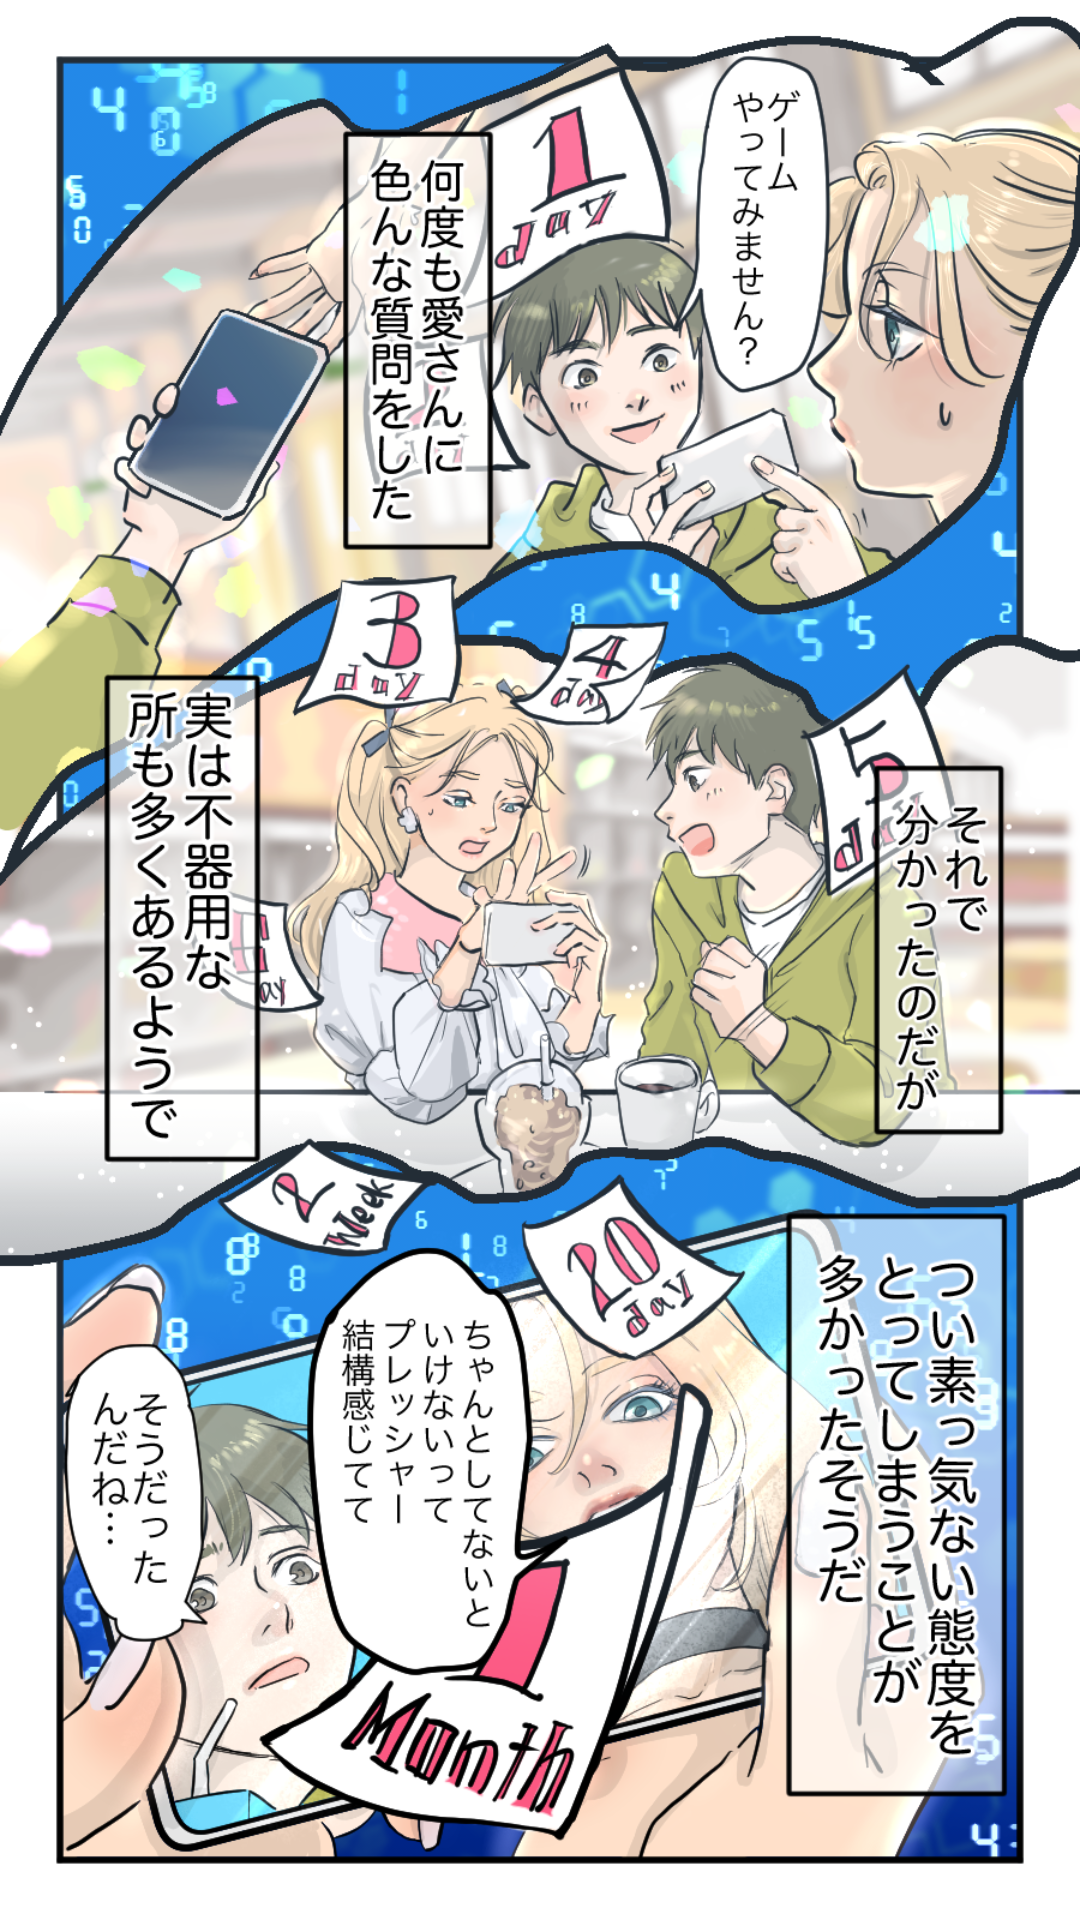 ゲーム
やってみません？
1
day
何度も愛さんに
色んな質問をした
3
day
4
day
5
day
それで
分かったのだが
実は不器用な
所も多くあるようで
day
2
Week
20
day
つい素っ気ない態度を
とってしまうことが
多かったそうだ
ちゃんとしてないと
いけないって
プレッシャー
結構感じてて
そうだった
んだね…
1
Month